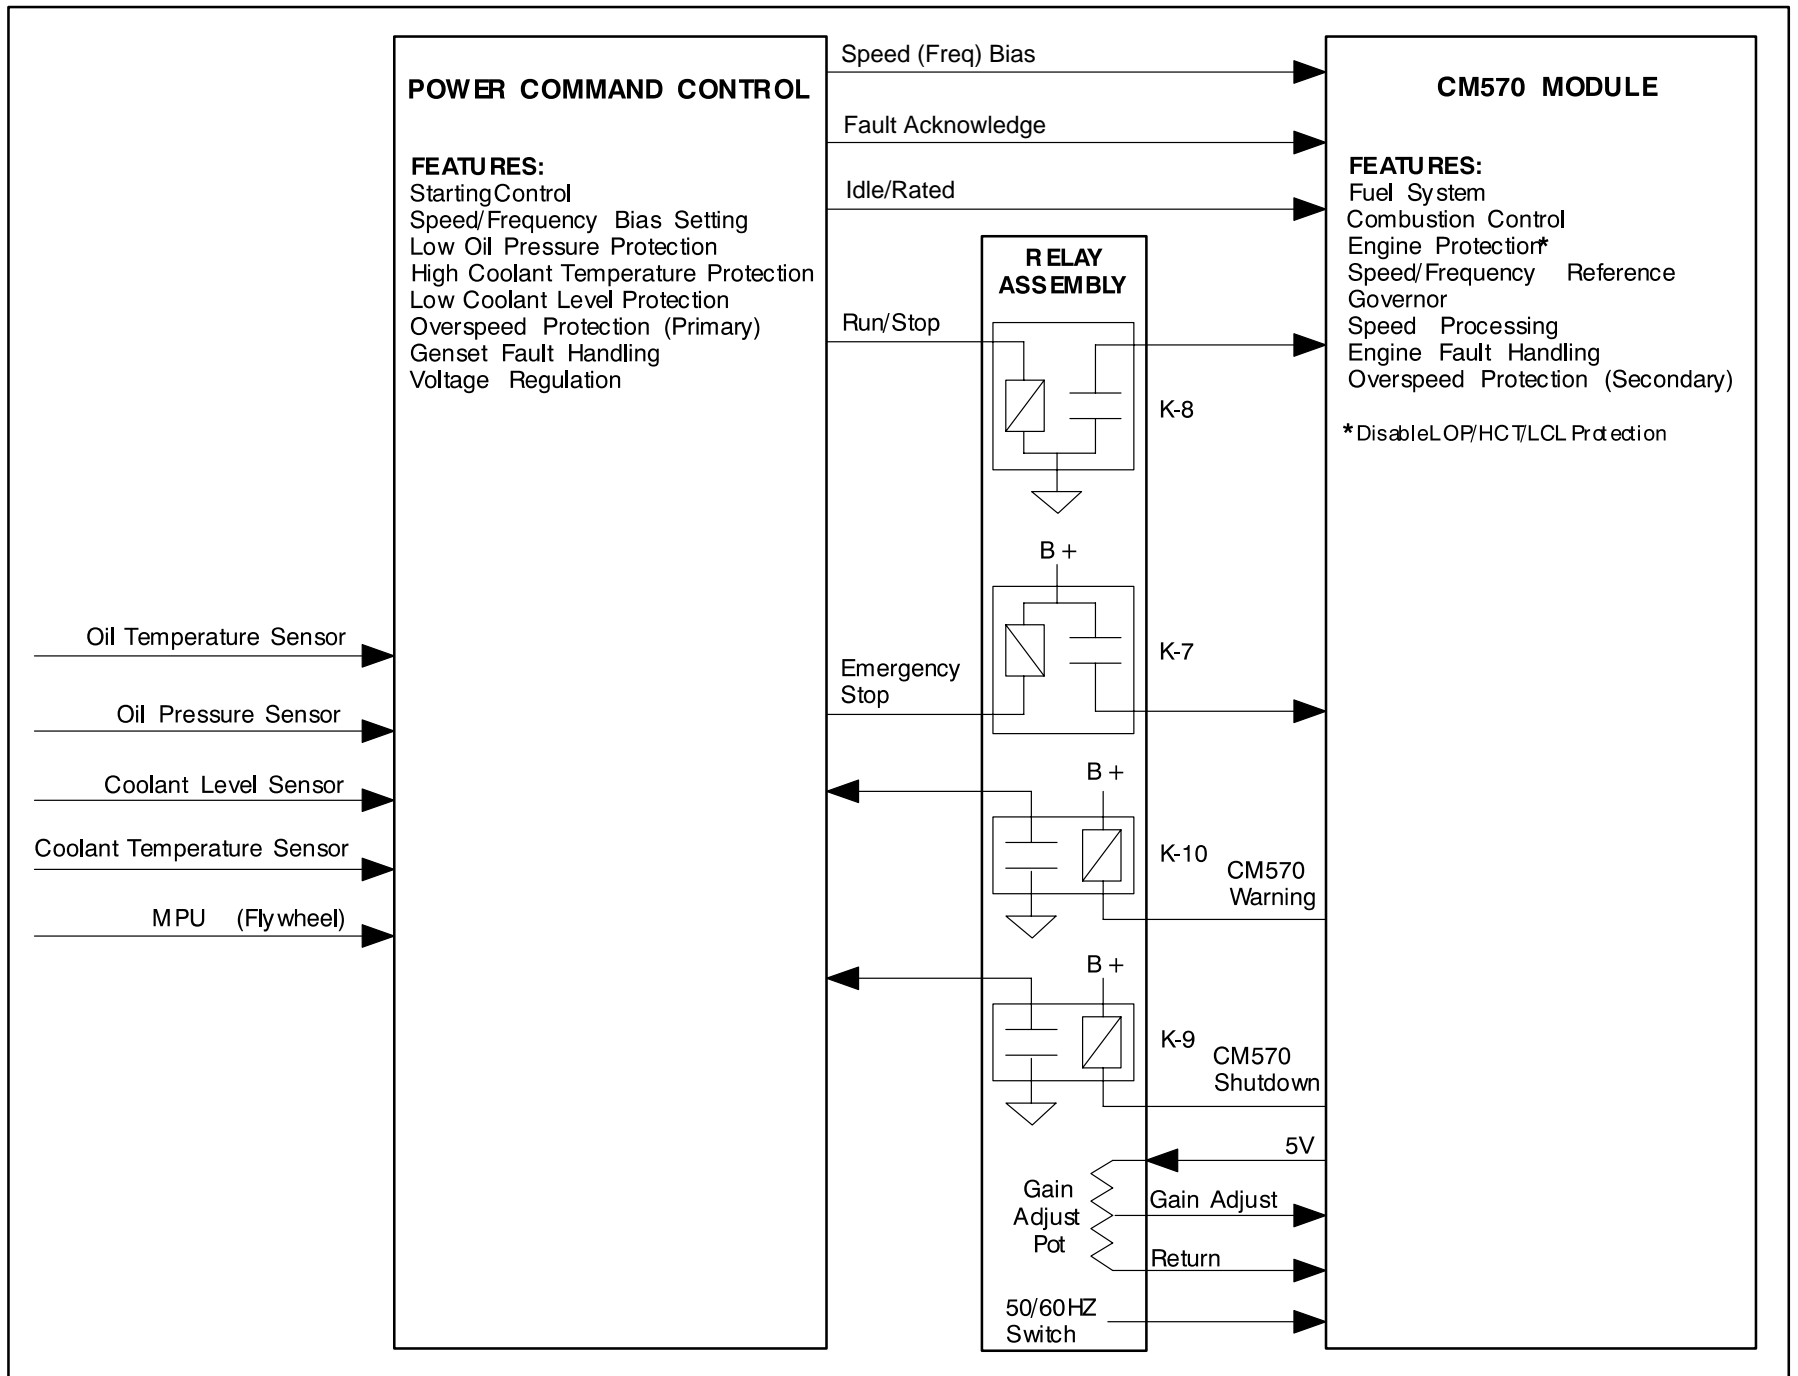 POWER COMMAND CONTROL
FEATURES:
Starting Control
Speed/Frequency Bias Setting
Low Oil Pressure Protection
High Coolant Temperature Protection
Low Coolant Level Protection
Overspeed Protection (Primary)
Genset Fault Handling
Voltage Regulation
Oil Temperature Sensor
Oil Pressure Sensor
Coolant Level Sensor
Coolant Temperature Sensor
MPU (Flywheel)
Speed (Freq) Bias
Fault Acknowledge
Idle/Rated
Run/Stop
Emergency
Stop
RELAY
ASSEMBLY
K-8
B +
K-7
B +
K-10
CM570
Warning
B +
K-9
CM570
Shutdown
5V
Gain
Adjust
Pot
Gain Adjust
Return
50/60HZ
Switch
CM570 MODULE
FEATURES:
Fuel System
Combustion Control
Engine Protection*
Speed/Frequency Reference
Governor
Speed Processing
Engine Fault Handling
Overspeed Protection (Secondary)
*Disable LOP/HCT/LCL Protection